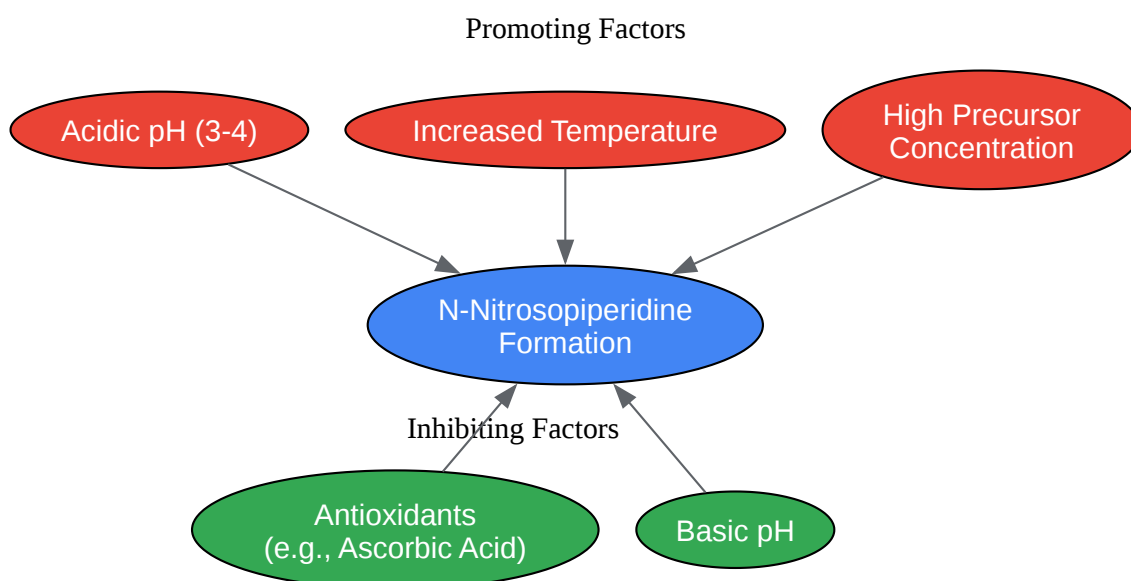 Promoting Factors
Acidic pH (3-4)
Increased Temperature
High Precursor
Concentration
N-Nitrosopiperidine
Formation
Inhibiting Factors
Antioxidants
(e.g., Ascorbic Acid)
Basic pH